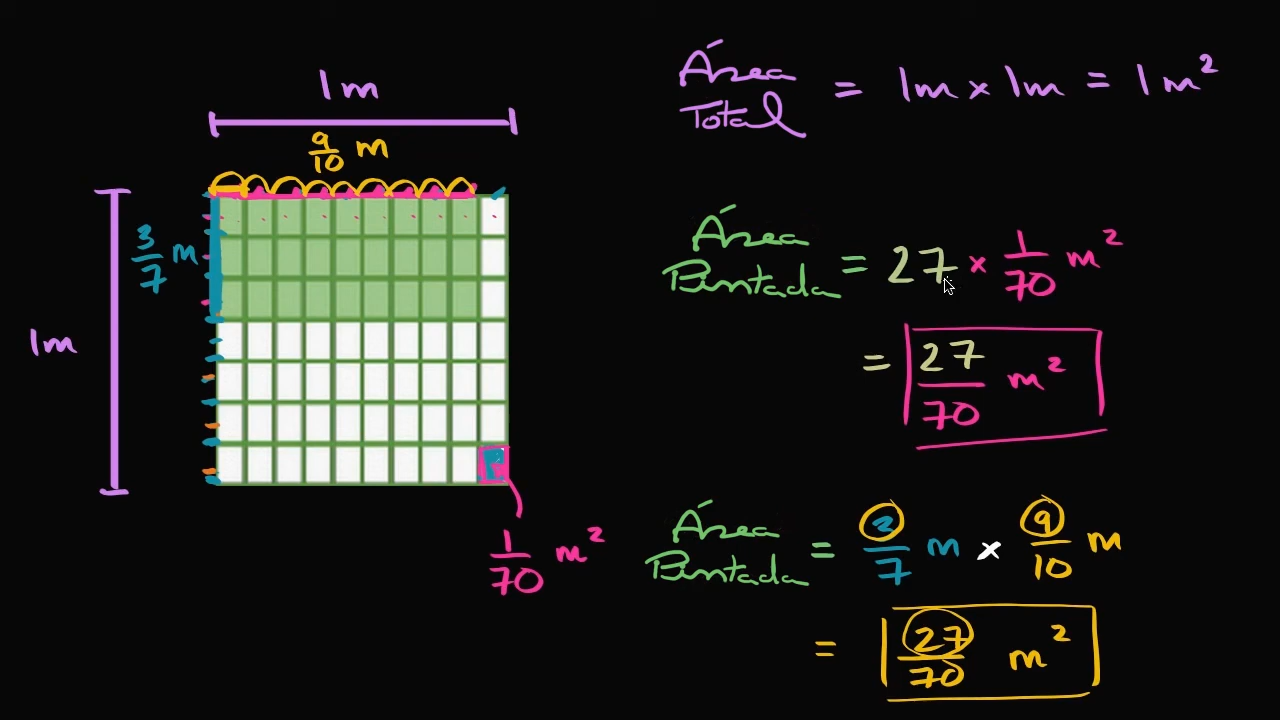 1m
9/10 m
3/7 m
1m
1/70 m²
Área Total = 1m × 1m = 1m²
Área Pintada = 27 × 1/70 m²
= 27/70 m²
Área Pintada = 3/7 m × 9/10 m
= 27/70 m²